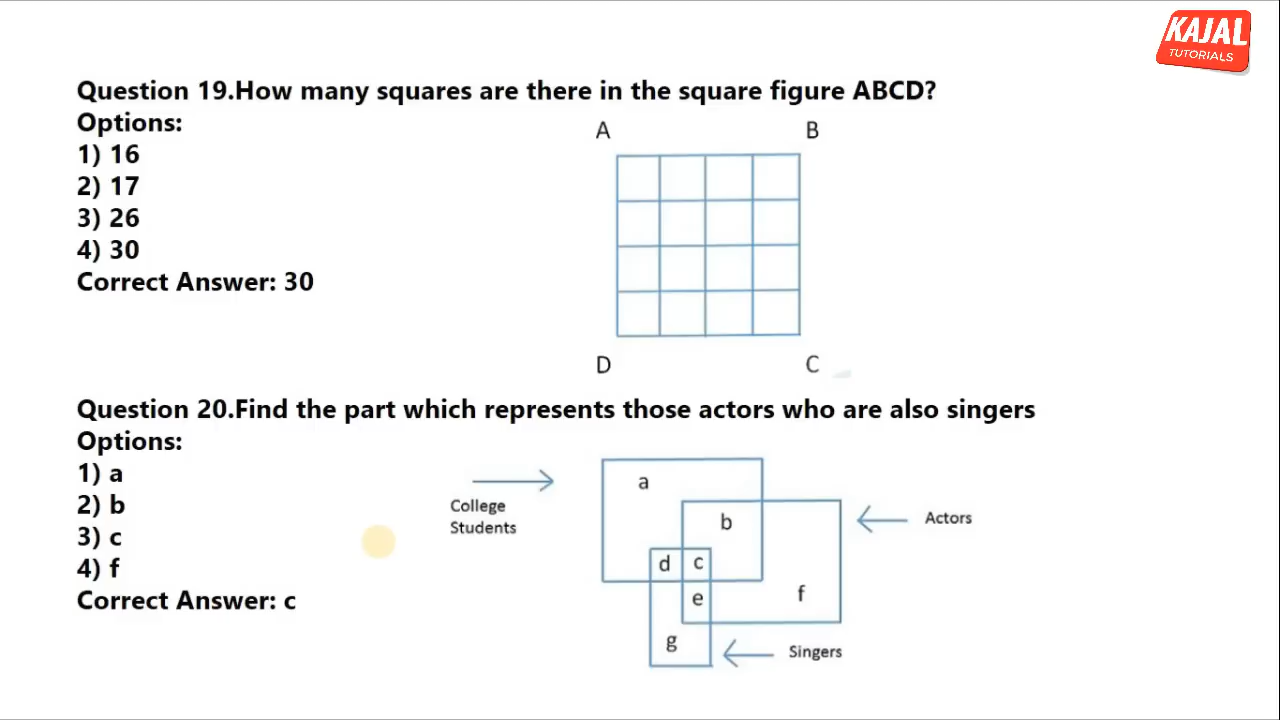 KAJAL
TUTORIALS
Question 19.How many squares are there in the square figure ABCD?
Options:
1) 16
2) 17
3) 26
4) 30
Correct Answer: 30
A
B
D
C
Question 20.Find the part which represents those actors who are also singers
Options:
1) a
2) b
3) c
4) f
Correct Answer: c
College
Students
a
b
Actors
d
c
e
f
g
Singers